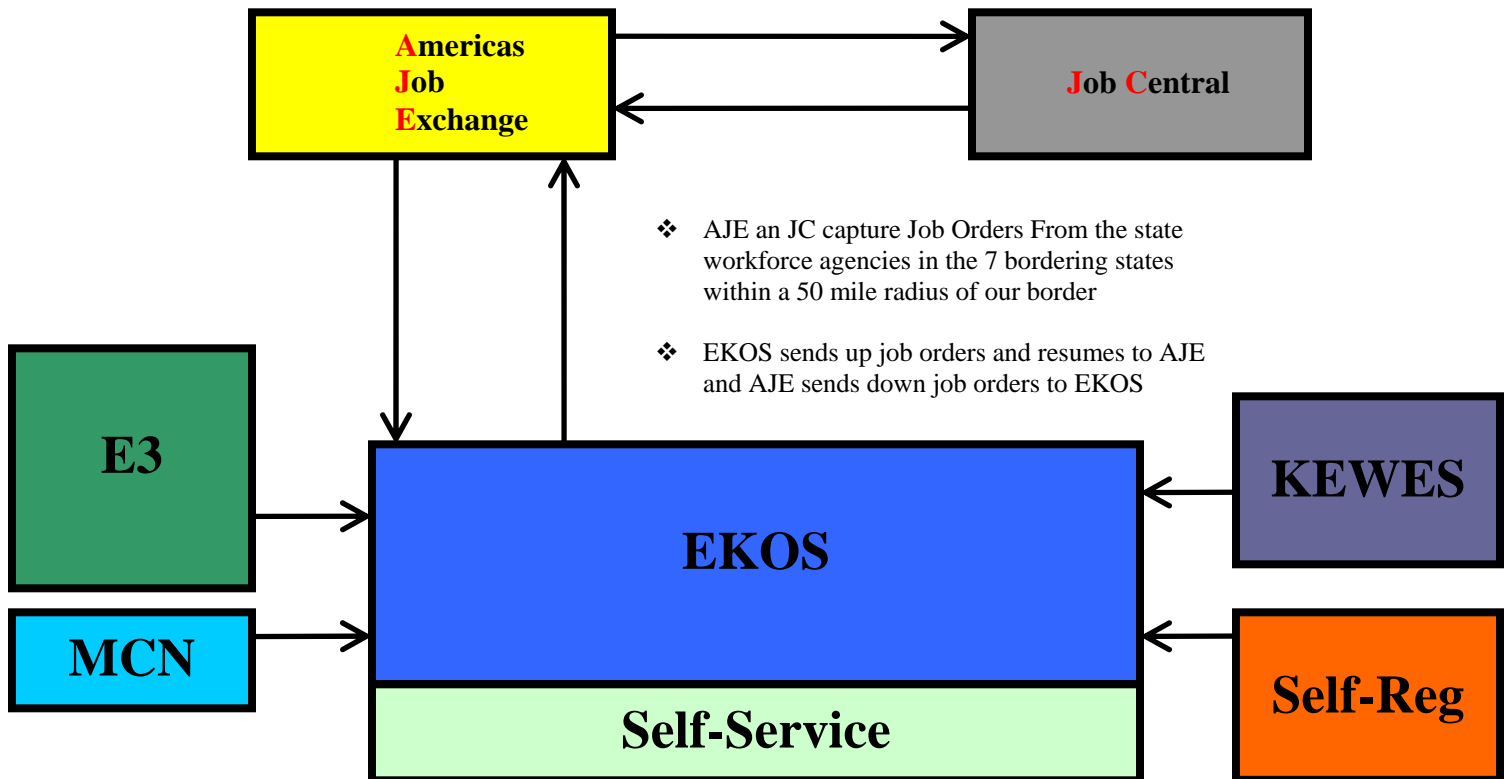 Americas
Job
Exchange
Job Central
❖ AJE an JC capture Job Orders From the state
workforce agencies in the 7 bordering states
within a 50 mile radius of our border
❖ EKOS sends up job orders and resumes to AJE
and AJE sends down job orders to EKOS
E3
KEWES
EKOS
MCN
Self-Reg
Self-Service